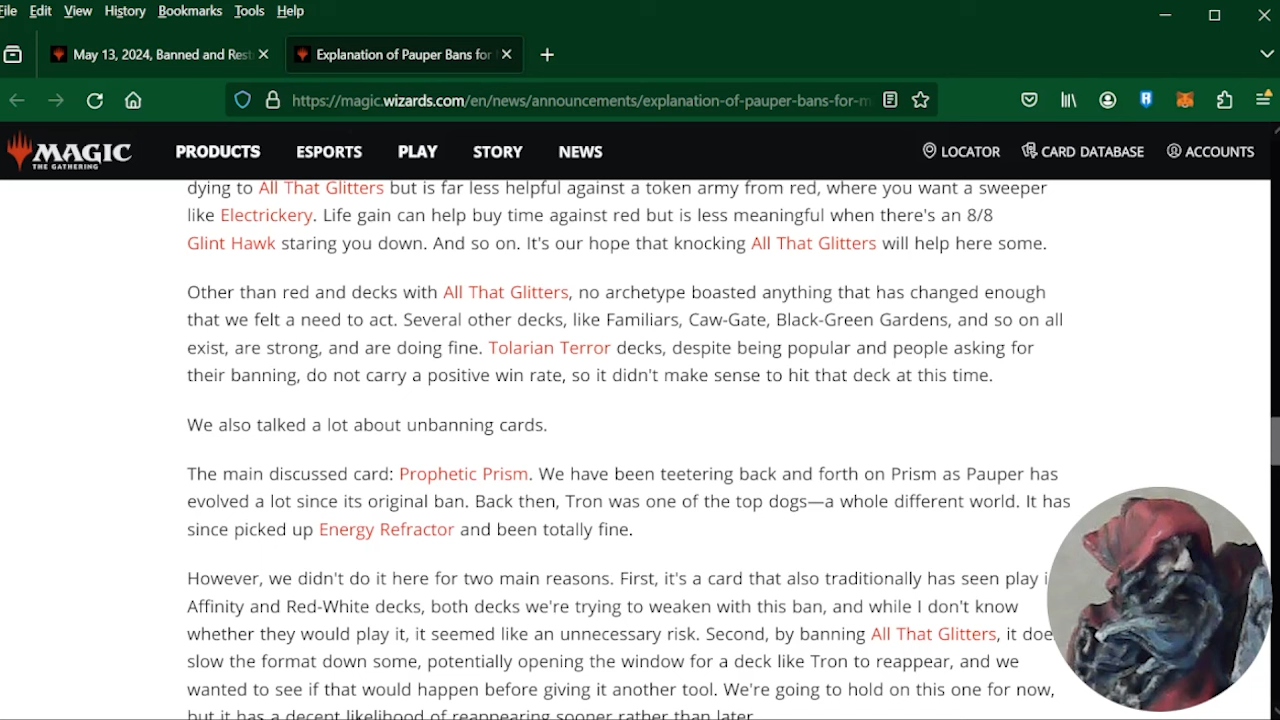 File Edit View History Bookmarks Tools Help
May 13, 2024, Banned and Rest
Explanation of Pauper Bans for
https://magic.wizards.com/en/news/announcements/explanation-of-pauper-bans-for-m
MAGIC THE GATHERING PRODUCTS ESPORTS PLAY STORY NEWS LOCATOR CARD DATABASE ACCOUNTS
dying to All That Glitters but is far less helpful against a token army from red, where you want a sweeper
like Electrickery. Life gain can help buy time against red but is less meaningful when there's an 8/8
Glint Hawk staring you down. And so on. It's our hope that knocking All That Glitters will help here some.
Other than red and decks with All That Glitters, no archetype boasted anything that has changed enough
that we felt a need to act. Several other decks, like Familiars, Caw-Gate, Black-Green Gardens, and so on all
exist, are strong, and are doing fine. Tolarian Terror decks, despite being popular and people asking for
their banning, do not carry a positive win rate, so it didn't make sense to hit that deck at this time.
We also talked a lot about unbanning cards.
The main discussed card: Prophetic Prism. We have been teetering back and forth on Prism as Pauper has
evolved a lot since its original ban. Back then, Tron was one of the top dogs—a whole different world. It has
since picked up Energy Refractor and been totally fine.
However, we didn't do it here for two main reasons. First, it's a card that also traditionally has seen play i
Affinity and Red-White decks, both decks we're trying to weaken with this ban, and while I don't know
whether they would play it, it seemed like an unnecessary risk. Second, by banning All That Glitters, it doe
slow the format down some, potentially opening the window for a deck like Tron to reappear, and we
wanted to see if that would happen before giving it another tool. We're going to hold on this one for now,
but it has a decent likelihood of reappearing sooner rather than later.